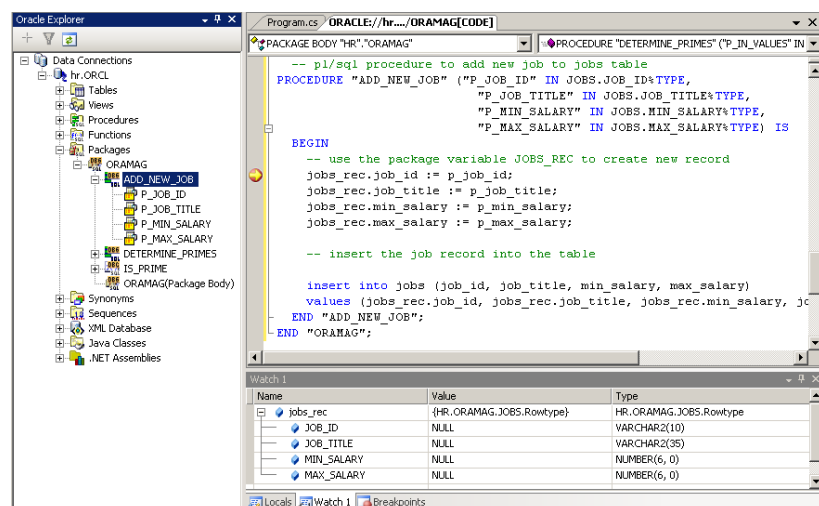 Oracle Explorer
Data Connections
hr.ORCL
Tables
Views
Procedures
Functions
Packages
ORAMAG
ADD_NEW_JOB
P_JOB_ID
P_JOB_TITLE
P_MIN_SALARY
P_MAX_SALARY
DETERMINE_PRIMES
IS_PRIME
ORAMAG(Package Body)
Synonyms
Sequences
XML Database
Java Classes
.NET Assemblies
Program.cs ORACLE://hr..../ORAMAG[CODE]
PACKAGE BODY "HR"."ORAMAG" PROCEDURE "DETERMINE_PRIMES" ("P_IN_VALUES" IN
-- pl/sql procedure to add new job to jobs table
PROCEDURE "ADD_NEW_JOB" ("P_JOB_ID" IN JOBS.JOB_ID%TYPE,
"P_JOB_TITLE" IN JOBS.JOB_TITLE%TYPE,
"P_MIN_SALARY" IN JOBS.MIN_SALARY%TYPE,
"P_MAX_SALARY" IN JOBS.MAX_SALARY%TYPE) IS
BEGIN
-- use the package variable JOBS_REC to create new record
jobs_rec.job_id := p_job_id;
jobs_rec.job_title := p_job_title;
jobs_rec.min_salary := p_min_salary;
jobs_rec.max_salary := p_max_salary;
-- insert the job record into the table
insert into jobs (job_id, job_title, min_salary, max_salary)
values (jobs_rec.job_id, jobs_rec.job_title, jobs_rec.min_salary, jo
END "ADD_NEW_JOB";
END "ORAMAG";
Watch 1
Name Value Type
jobs_rec {HR.ORAMAG.JOBS.Rowtype} HR.ORAMAG.JOBS.Rowtype
JOB_ID NULL VARCHAR2(10)
JOB_TITLE NULL VARCHAR2(35)
MIN_SALARY NULL NUMBER(6, 0)
MAX_SALARY NULL NUMBER(6, 0)
Locals Watch 1 Breakpoints